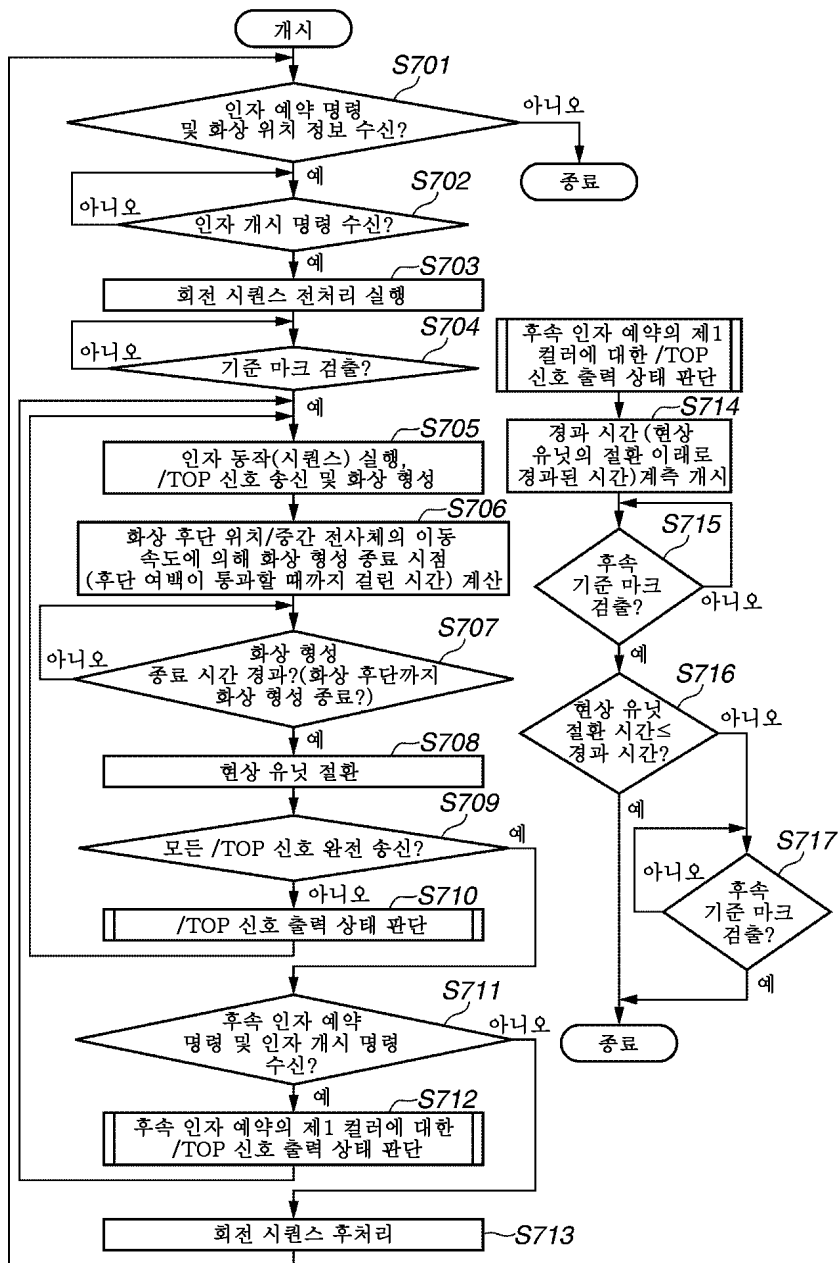 개시
S701
인자 예약 명령
및 화상 위치 정보 수신?
아니오
종료
예
S702
아니오
인자 개시 명령 수신?
예
S703
회전 시퀀스 전처리 실행
S704
아니오
기준 마크 검출?
예
S705
인자 동작(시퀀스) 실행,
/TOP 신호 송신 및 화상 형성
S706
화상 후단 위치/중간 전사체의 이동
속도에 의해 화상 형성 종료 시점
(후단 여백이 통과할 때까지 걸린 시간) 계산
S707
아니오
화상 형성
종료 시간 경과?(화상 후단까지
화상 형성 종료?)
예
S708
현상 유닛 절환
S709
모든 /TOP 신호 완전 송신?
예
아니오
S710
/TOP 신호 출력 상태 판단
S711
후속 인자 예약
명령 및 인자 개시 명령
수신?
아니오
예
S712
후속 인자 예약의 제1 컬러에 대한
/TOP 신호 출력 상태 판단
회전 시퀀스 후처리
S713
후속 인자 예약의 제1
컬러에 대한 /TOP
신호 출력 상태 판단
S714
경과 시간(현상
유닛의 절환 이래로
경과된 시간)계측 개시
S715
후속
기준 마크
검출?
아니오
예
S716
현상 유닛
절환 시간≤
경과 시간?
아니오
예
S717
아니오
후속
기준 마크
검출?
예
종료